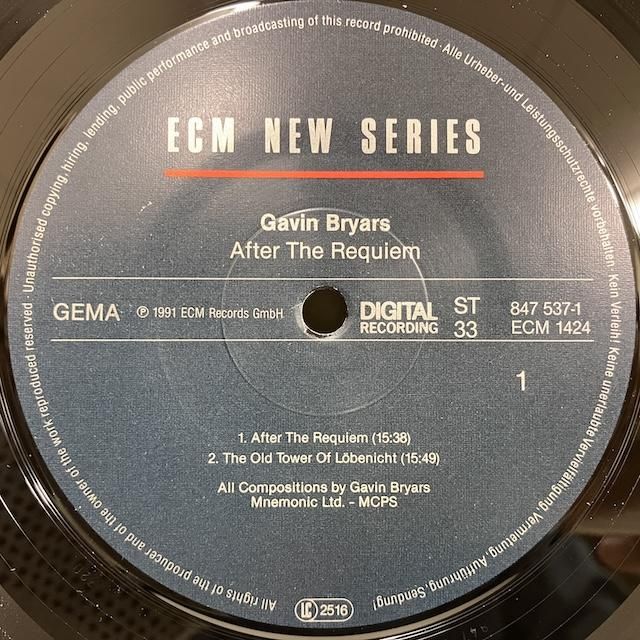 All rights of the producer and of the owner of the work reproduced reserved · Unauthorised copying, hiring, lending, public performance and broadcasting of this record prohibited · Alle Urheber- und Leistungsschutzrechte vorbehalten. Kein Verleih! Keine unerlaubte Vervielfältigung, Vermietung, Aufführung, Sendung!
ECM NEW SERIES
Gavin Bryars
After The Requiem
GEMA ℗ 1991 ECM Records GmbH
DIGITAL RECORDING
ST 33
847 537-1
ECM 1424
1
1. After The Requiem (15:38)
2. The Old Tower Of Löbenicht (15:49)
All Compositions by Gavin Bryars
Mnemonic Ltd. - MCPS
LC 2516